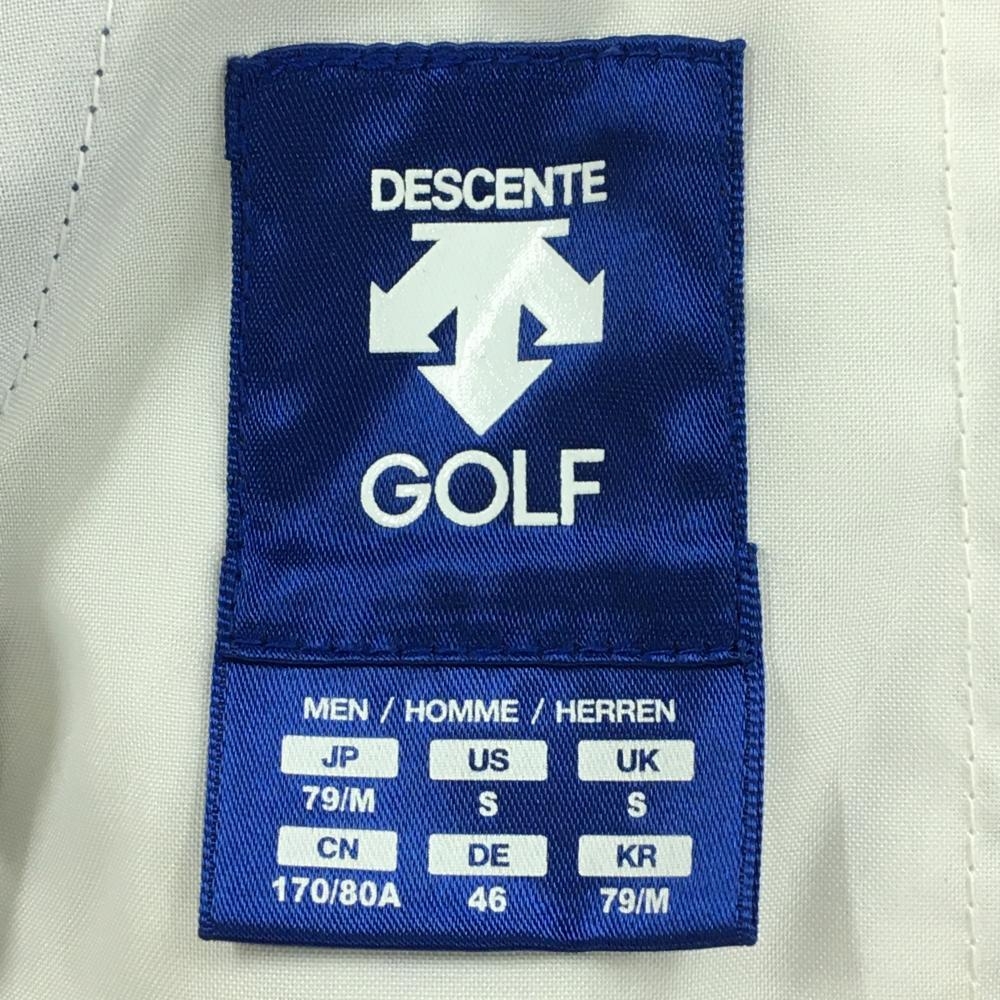 DESCENTE
GOLF
MEN / HOMME / HERREN
JP US UK
79/M S S
CN DE KR
170/80A 46 79/M